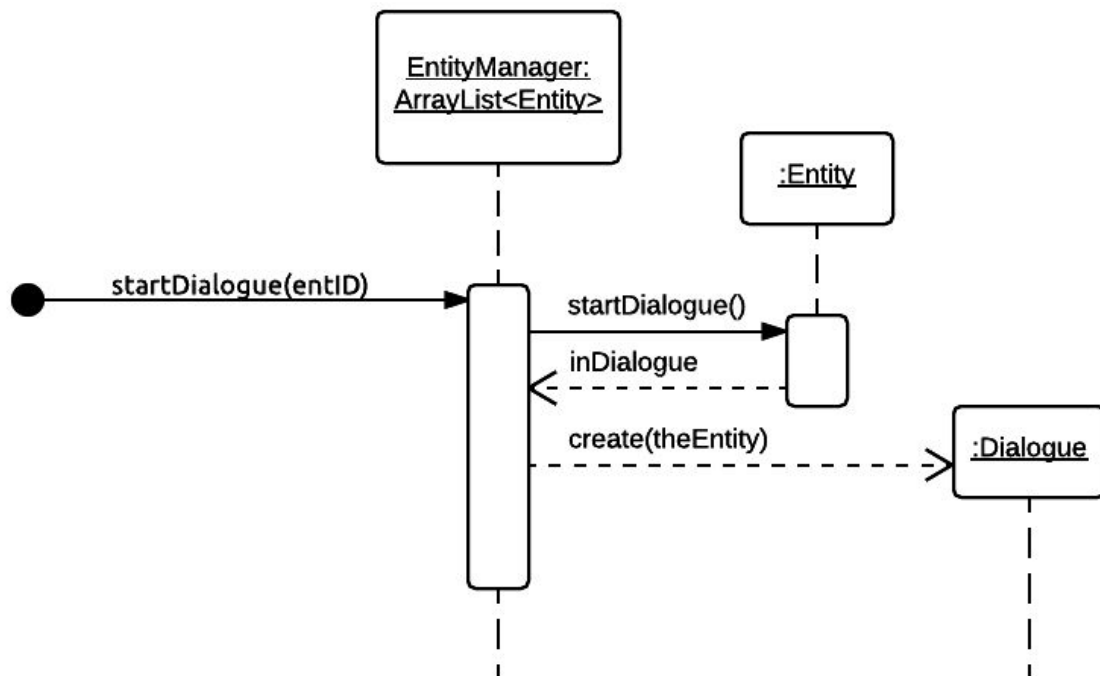 EntityManager:
ArrayList<Entity>
:Entity
startDialogue(entID)
startDialogue()
inDialogue
create(theEntity)
:Dialogue